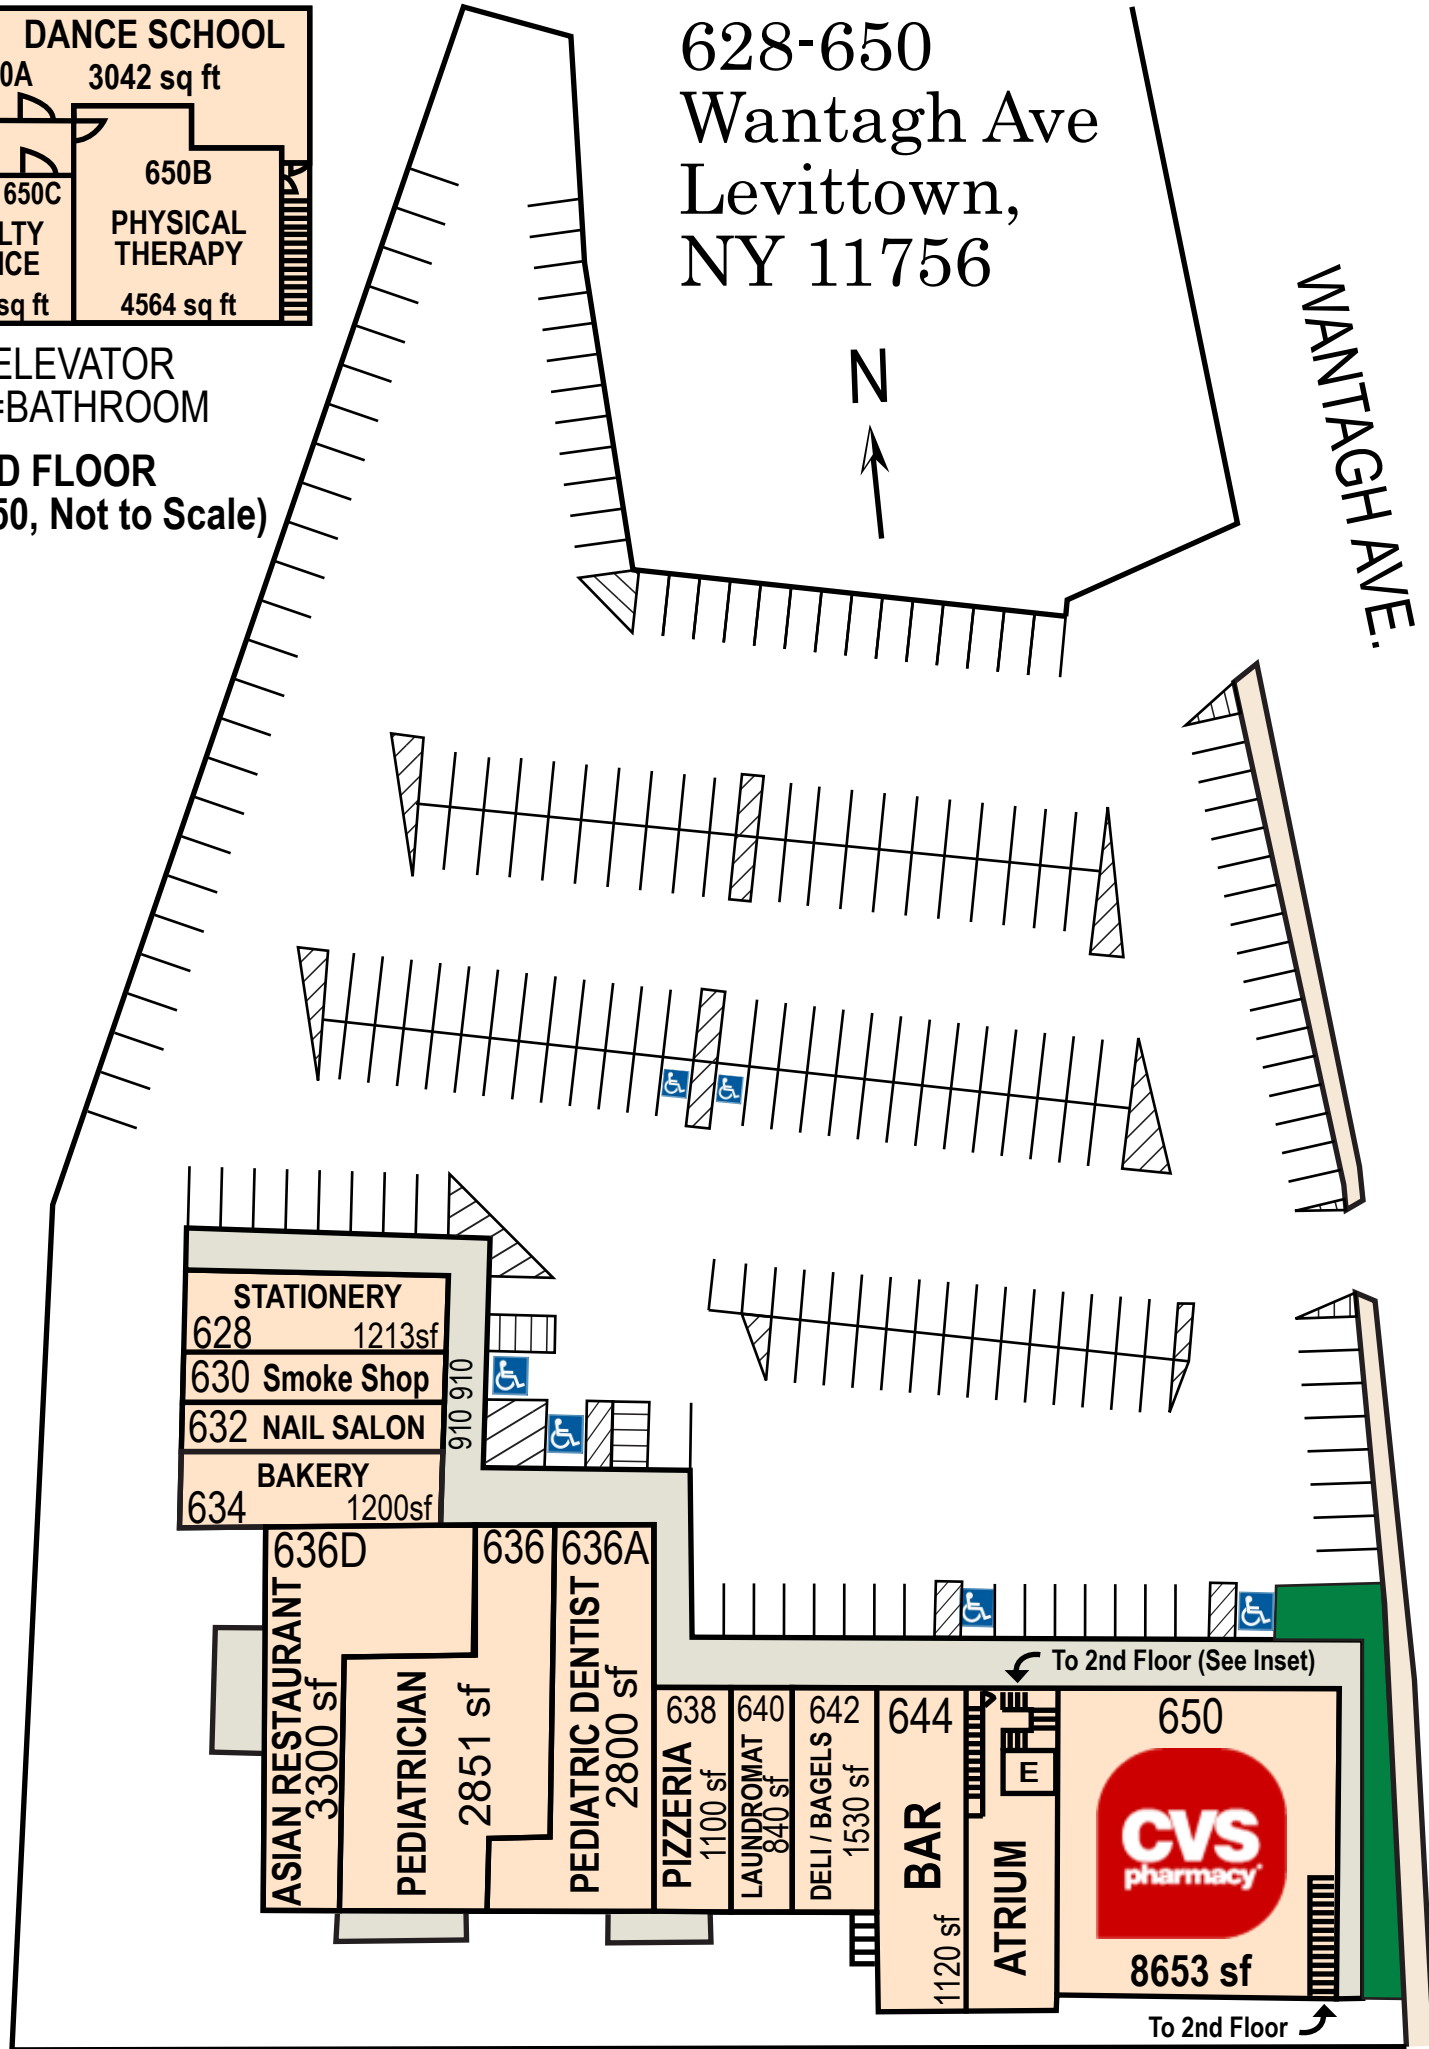 DANCE SCHOOL
0A 3042 sq ft
650B
650C
PHYSICAL
THERAPY
LTY
ICE
sq ft
4564 sq ft
ELEVATOR
=BATHROOM
D FLOOR
50, Not to Scale)
628-650
Wantagh Ave
Levittown,
NY 11756
N
WANTAGH AVE.
STATIONERY
628 1213sf
630 Smoke Shop
910
632 NAIL SALON
910
BAKERY
634 1200sf
636D
ASIAN RESTAURANT
3300 sf
636
PEDIATRICIAN
2851 sf
636A
PEDIATRIC DENTIST
2800 sf
638
PIZZERIA
1100 sf
640
LAUNDROMAT
840 sf
642
DELI / BAGELS
1530 sf
644
BAR
1120 sf
To 2nd Floor (See Inset)
E
ATRIUM
650
CVS
pharmacy
8653 sf
To 2nd Floor